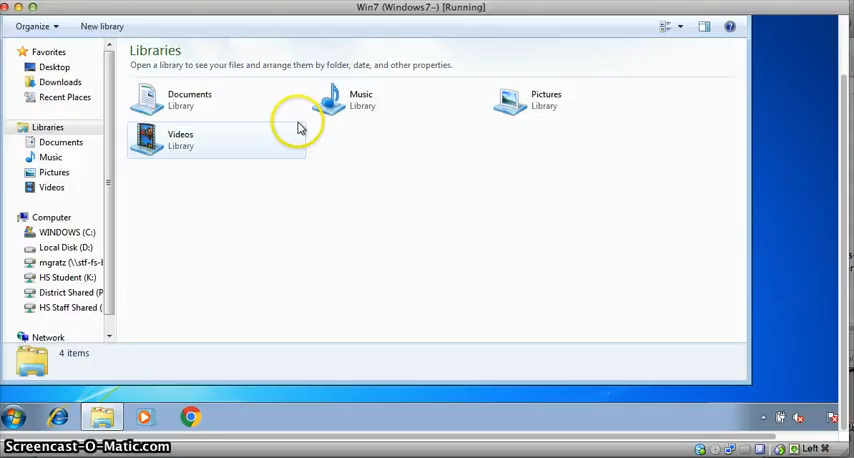 Win7 (Windows7~) [Running]
Organize
New library
Favorites
Desktop
Downloads
Recent Places
Libraries
Documents
Music
Pictures
Videos
Computer
WINDOWS (C:)
Local Disk (D:)
mgratz (\\stf-fs-
HS Student (K:)
District Shared (P
HS Staff Shared (
Network
Libraries
Open a library to see your files and arrange them by folder, date, and other properties.
Documents
Library
Music
Library
Pictures
Library
Videos
Library
4 items
Screencast-O-Matic.com
Left ⌘